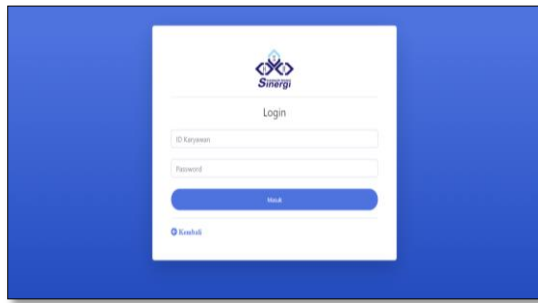 Sinergi
Login
ID Karyawan
Password
Masuk
Kembali